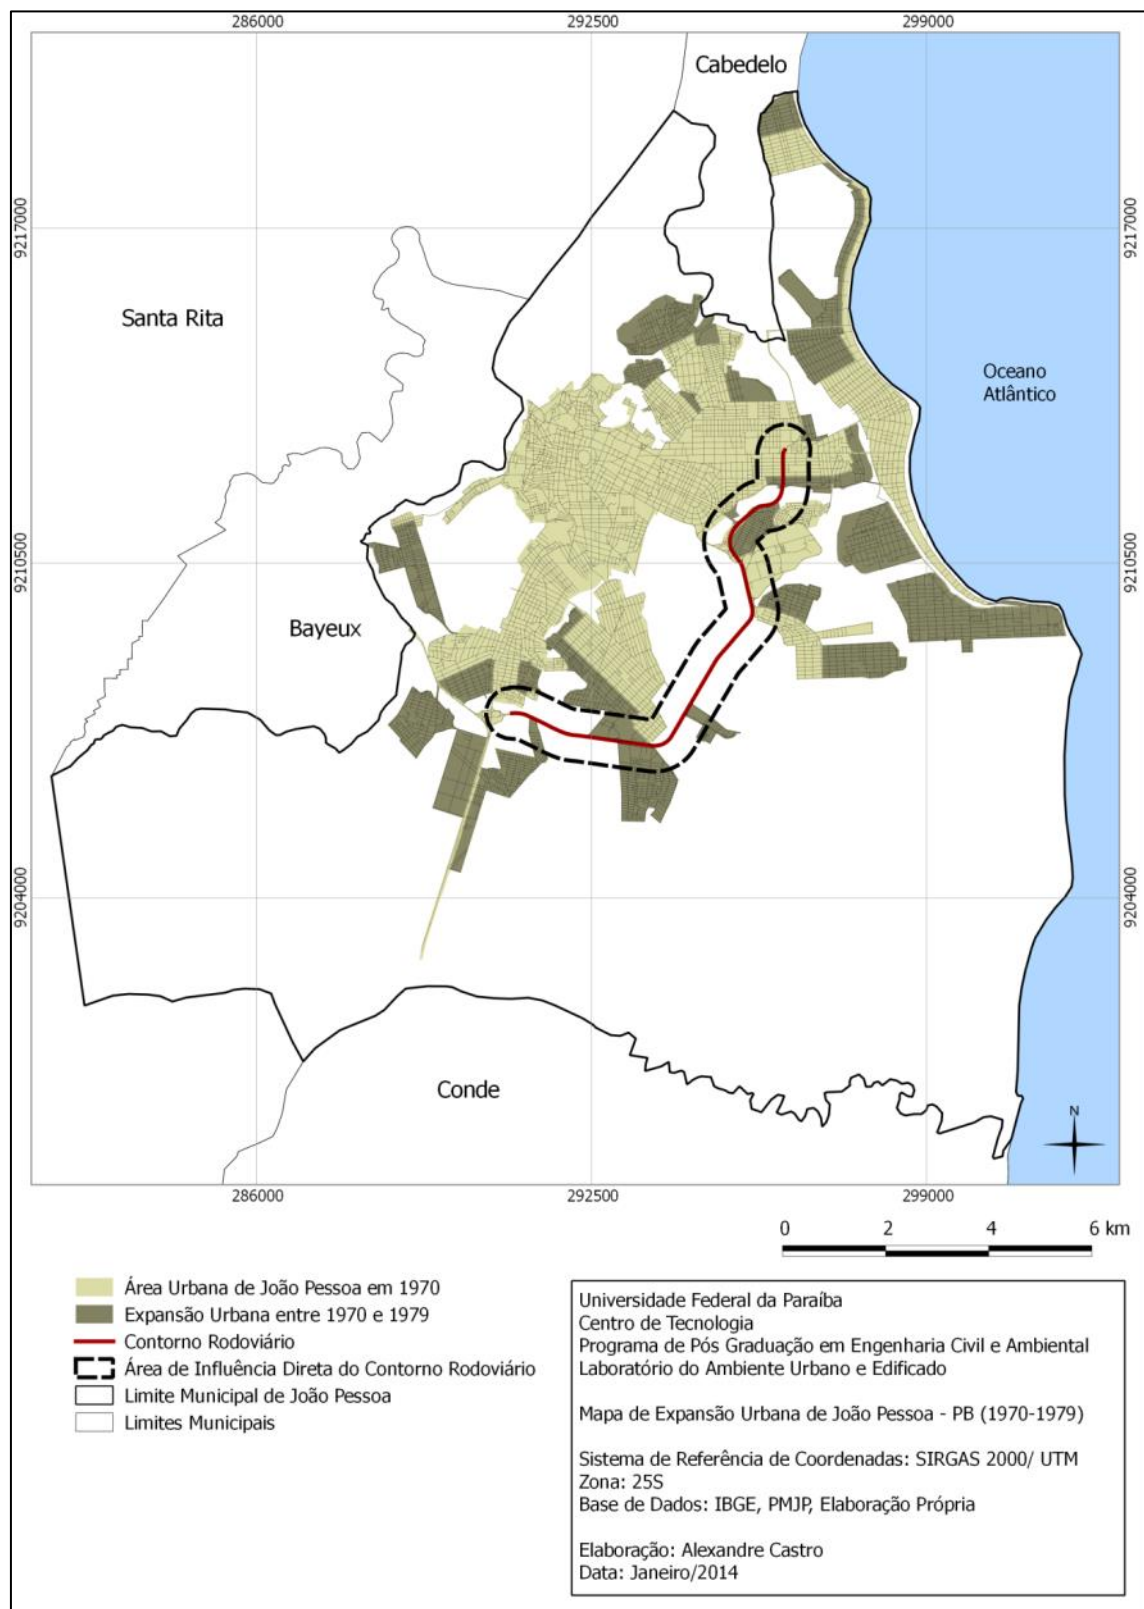 286000
292500
299000
Cabedelo
9217000
9217000
Santa Rita
Oceano
Atlântico
9210500
9210500
Bayeux
9204000
9204000
Conde
N
286000
292500
299000
0
2
4
6 km
Área Urbana de João Pessoa em 1970
Expansão Urbana entre 1970 e 1979
Contorno Rodoviário
Área de Influência Direta do Contorno Rodoviário
Limite Municipal de João Pessoa
Limites Municipais
Universidade Federal da Paraíba
Centro de Tecnologia
Programa de Pós Graduação em Engenharia Civil e Ambiental
Laboratório do Ambiente Urbano e Edificado
Mapa de Expansão Urbana de João Pessoa - PB (1970-1979)
Sistema de Referência de Coordenadas: SIRGAS 2000/ UTM
Zona: 25S
Base de Dados: IBGE, PMJP, Elaboração Própria
Elaboração: Alexandre Castro
Data: Janeiro/2014